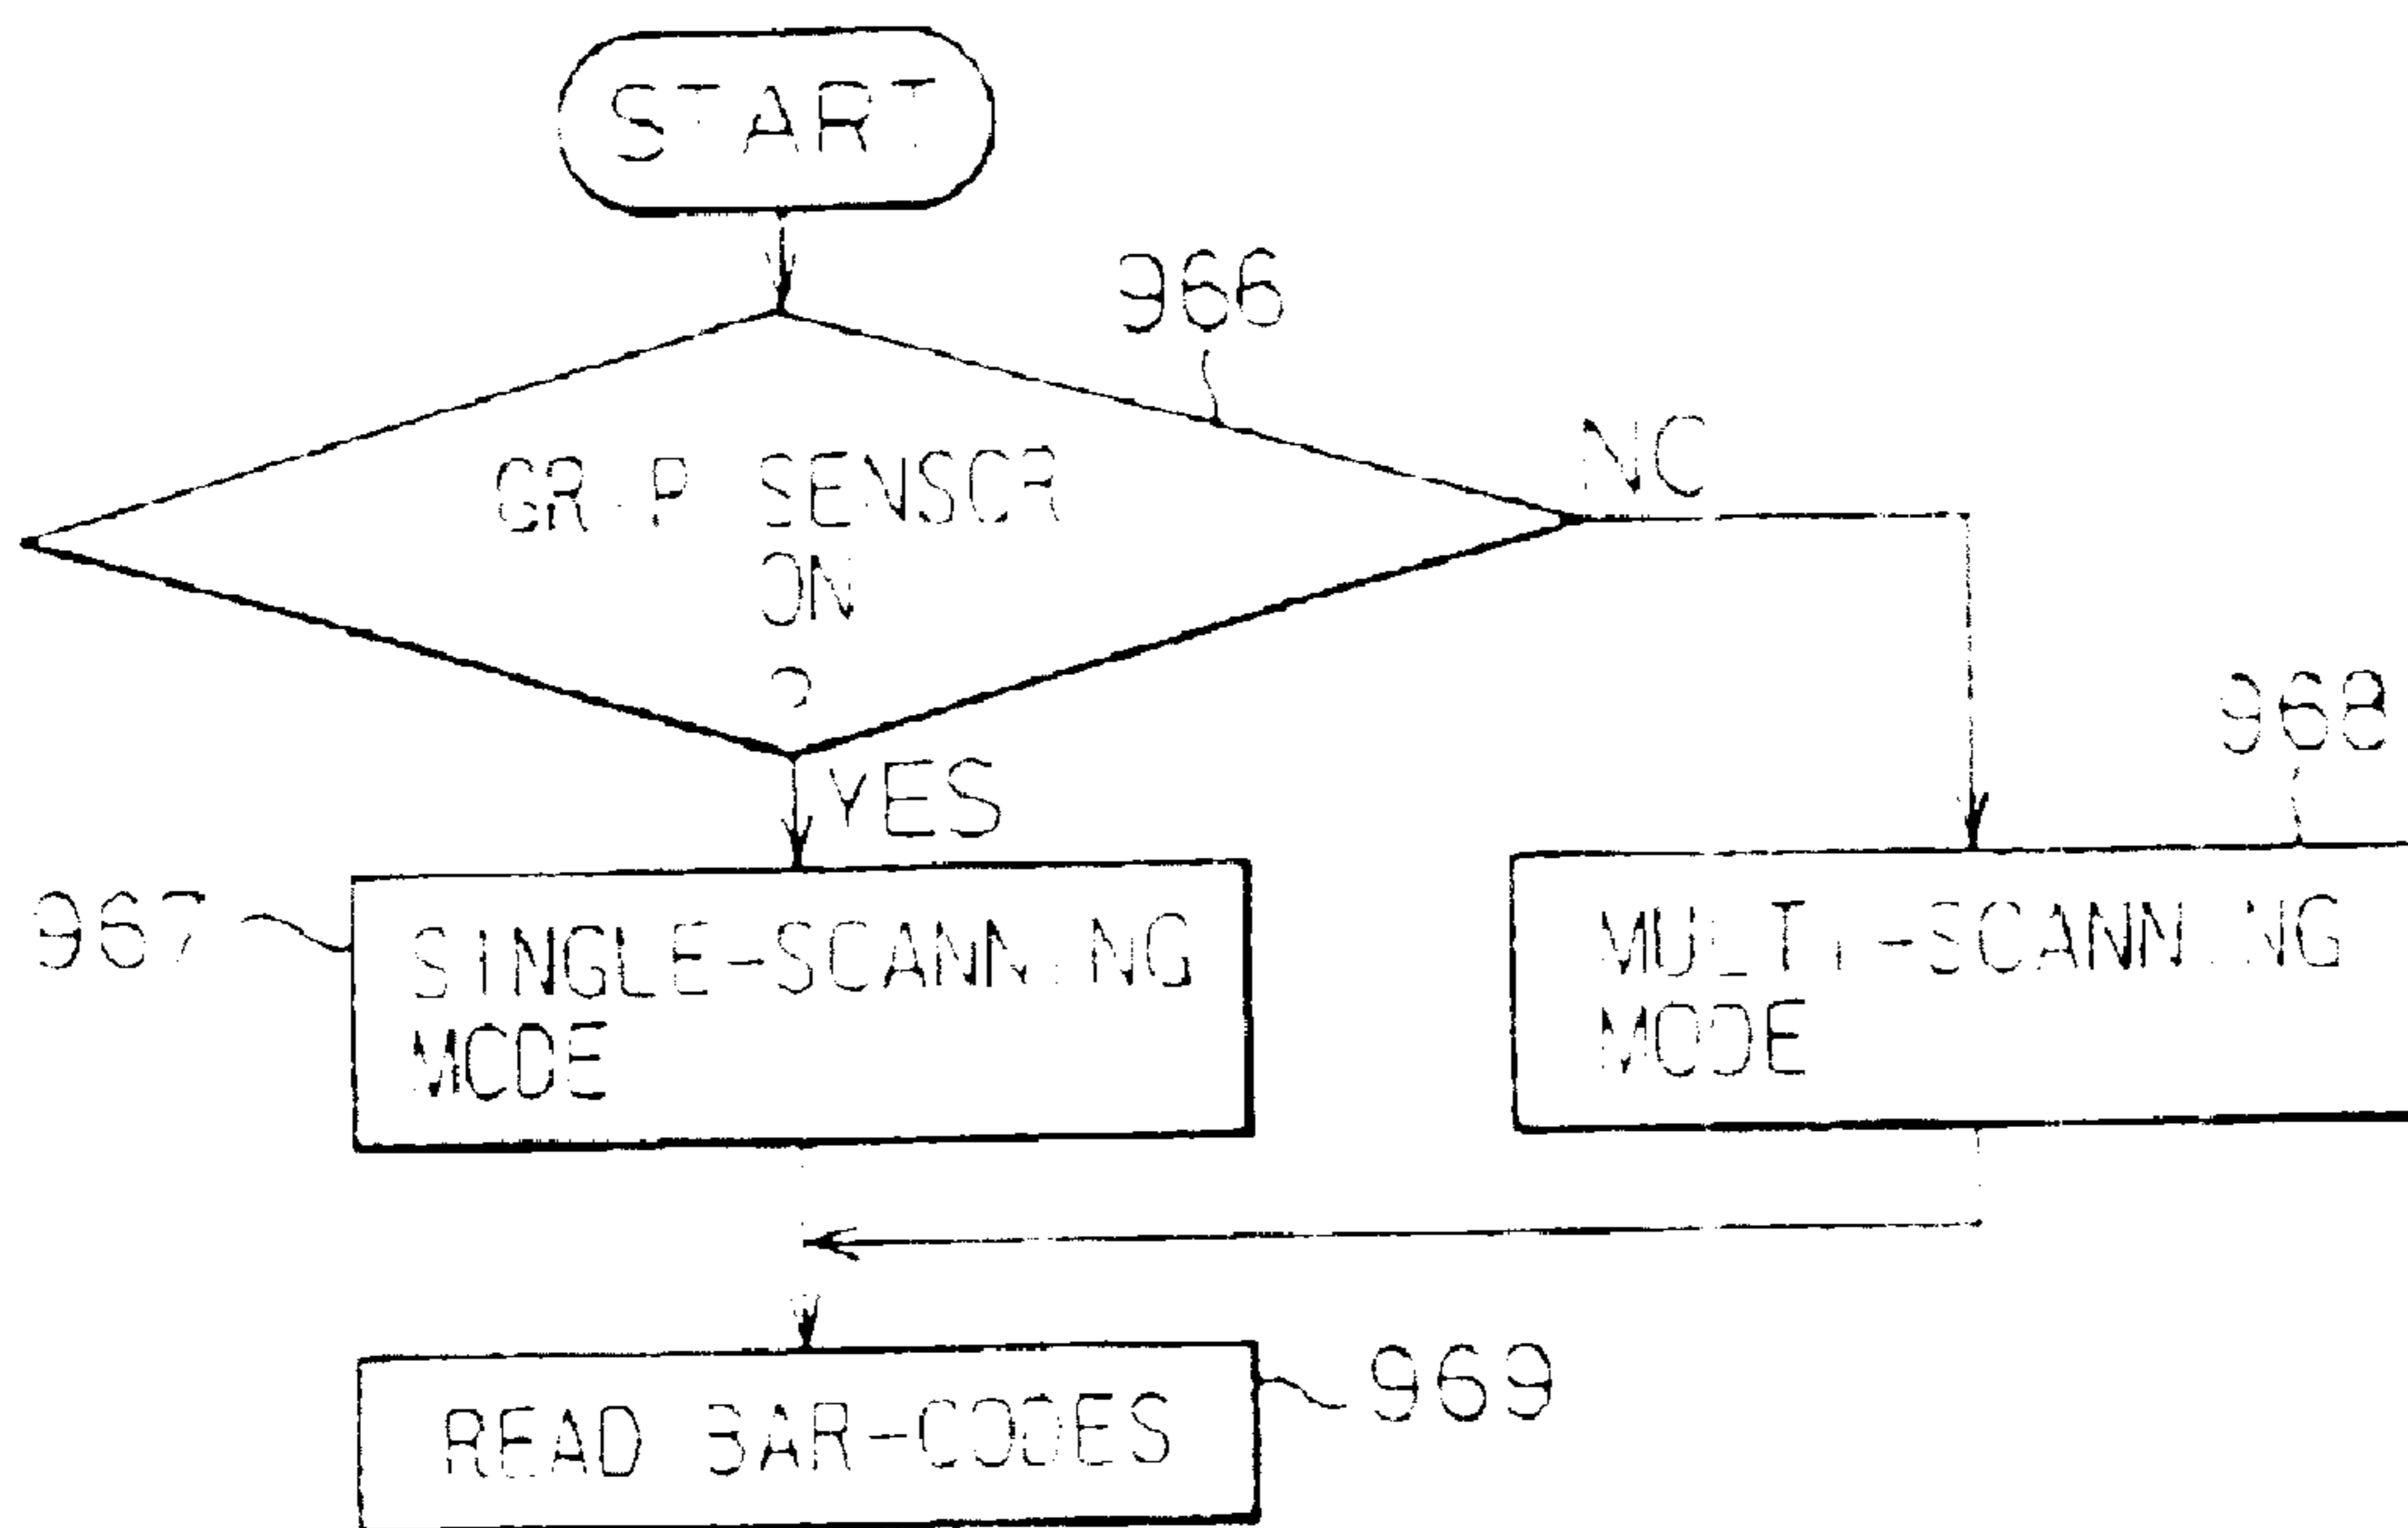 START
966
GRIP SENSOR
ON
?
NO
YES
968
967
SINGLE-SCANNING
MODE
MULTI-SCANNING
MODE
READ BAR-CODES
969